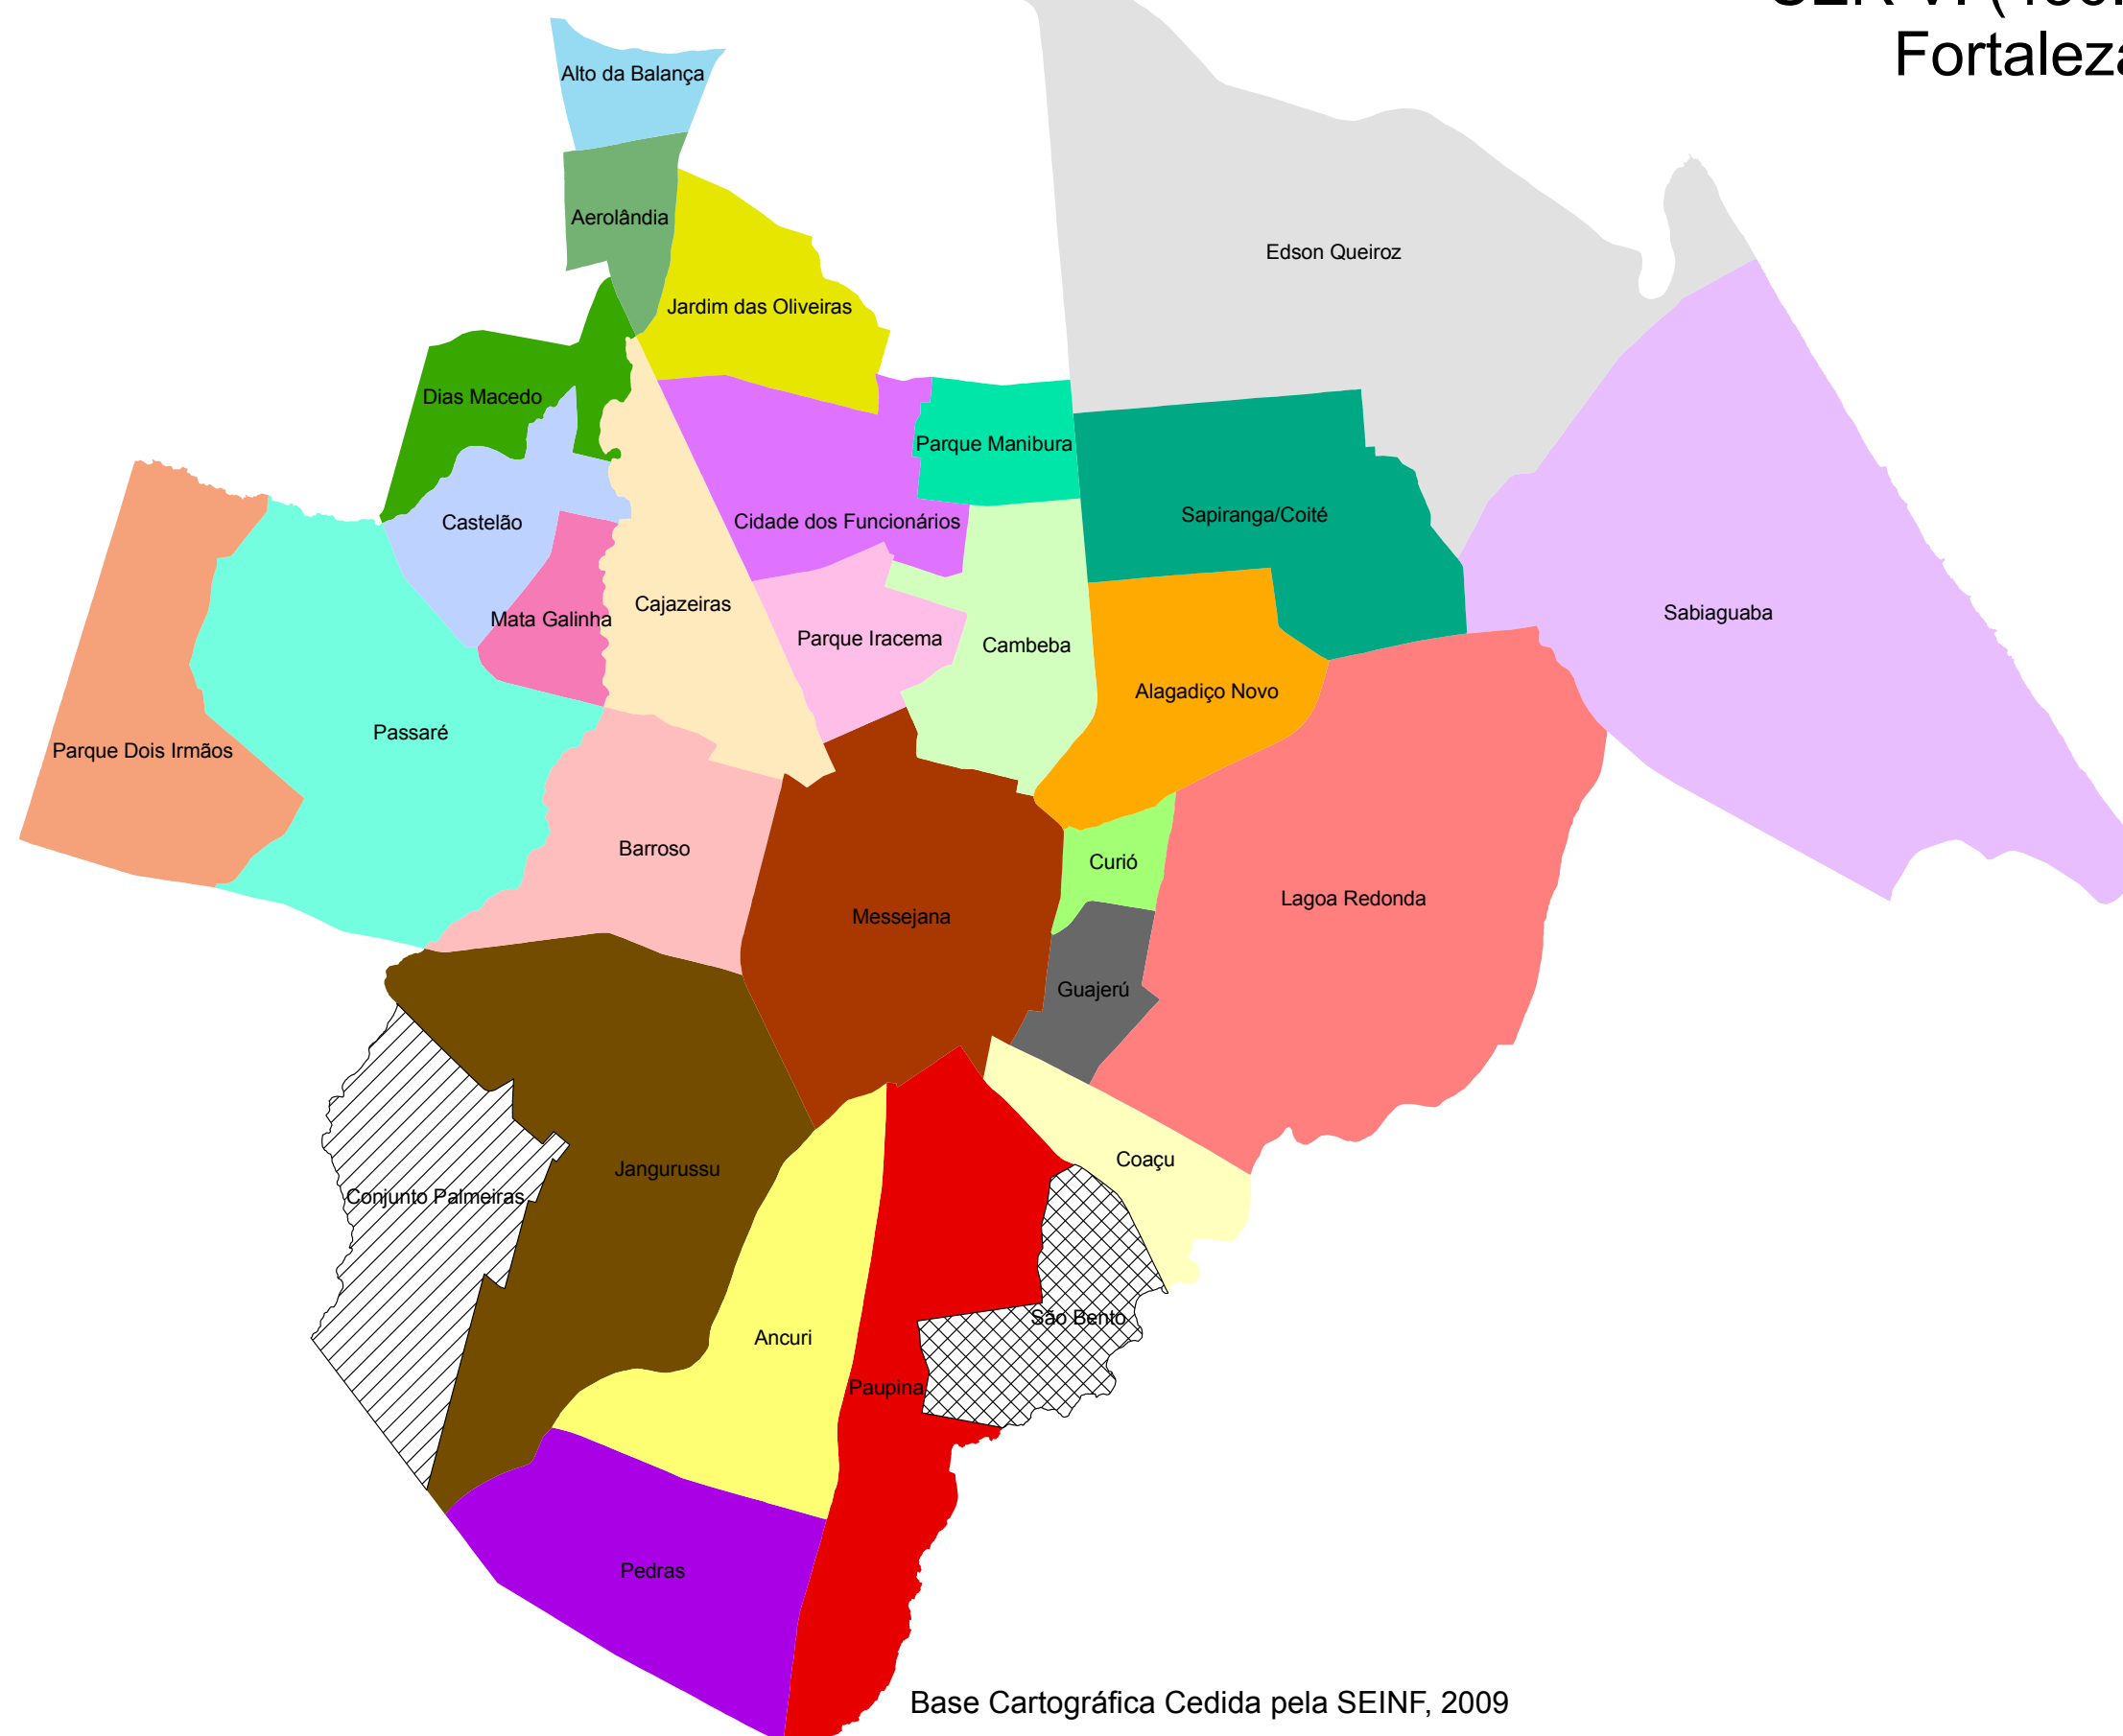 Fortaleza
Alto da Balança
Aerolândia
Edson Queiroz
Jardim das Oliveiras
Dias Macedo
Parque Manibura
Castelão
Cidade dos Funcionários
Sapiranga/Coité
Cajazeiras
Mata Galinha
Sabiaguaba
Parque Iracema
Cambeba
Alagadiço Novo
Passaré
Parque Dois Irmãos
Barroso
Curió
Lagoa Redonda
Messejana
Guajerú
Coaçu
Jangurussu
Conjunto Palmeiras
São Bento
Ancuri
Paupina
Pedras
Base Cartográfica Cedida pela SEINF, 2009